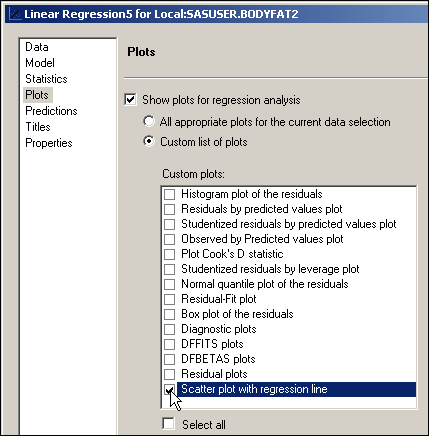 Linear Regression5 for Local:SASUSER.BODYFAT2
Data
Model
Statistics
Plots
Predictions
Titles
Properties
Plots
Show plots for regression analysis
All appropriate plots for the current data selection
Custom list of plots
Custom plots:
Histogram plot of the residuals
Residuals by predicted values plot
Studentized residuals by predicted values plot
Observed by Predicted values plot
Plot Cook's D statistic
Studentized residuals by leverage plot
Normal quantile plot of the residuals
Residual-Fit plot
Box plot of the residuals
Diagnostic plots
DFFITS plots
DFBETAS plots
Residual plots
Scatter plot with regression line
Select all